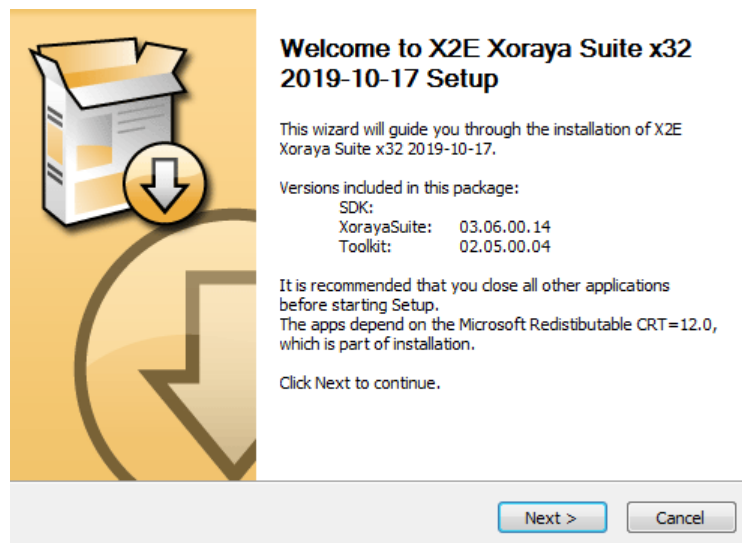 Welcome to X2E Xoraya Suite x32
2019-10-17 Setup
This wizard will guide you through the installation of X2E
Xoraya Suite x32 2019-10-17.
Versions included in this package:
SDK:
XorayaSuite: 03.06.00.14
Toolkit: 02.05.00.04
It is recommended that you close all other applications
before starting Setup.
The apps depend on the Microsoft Redistibutable CRT=12.0,
which is part of installation.
Click Next to continue.
Next >
Cancel